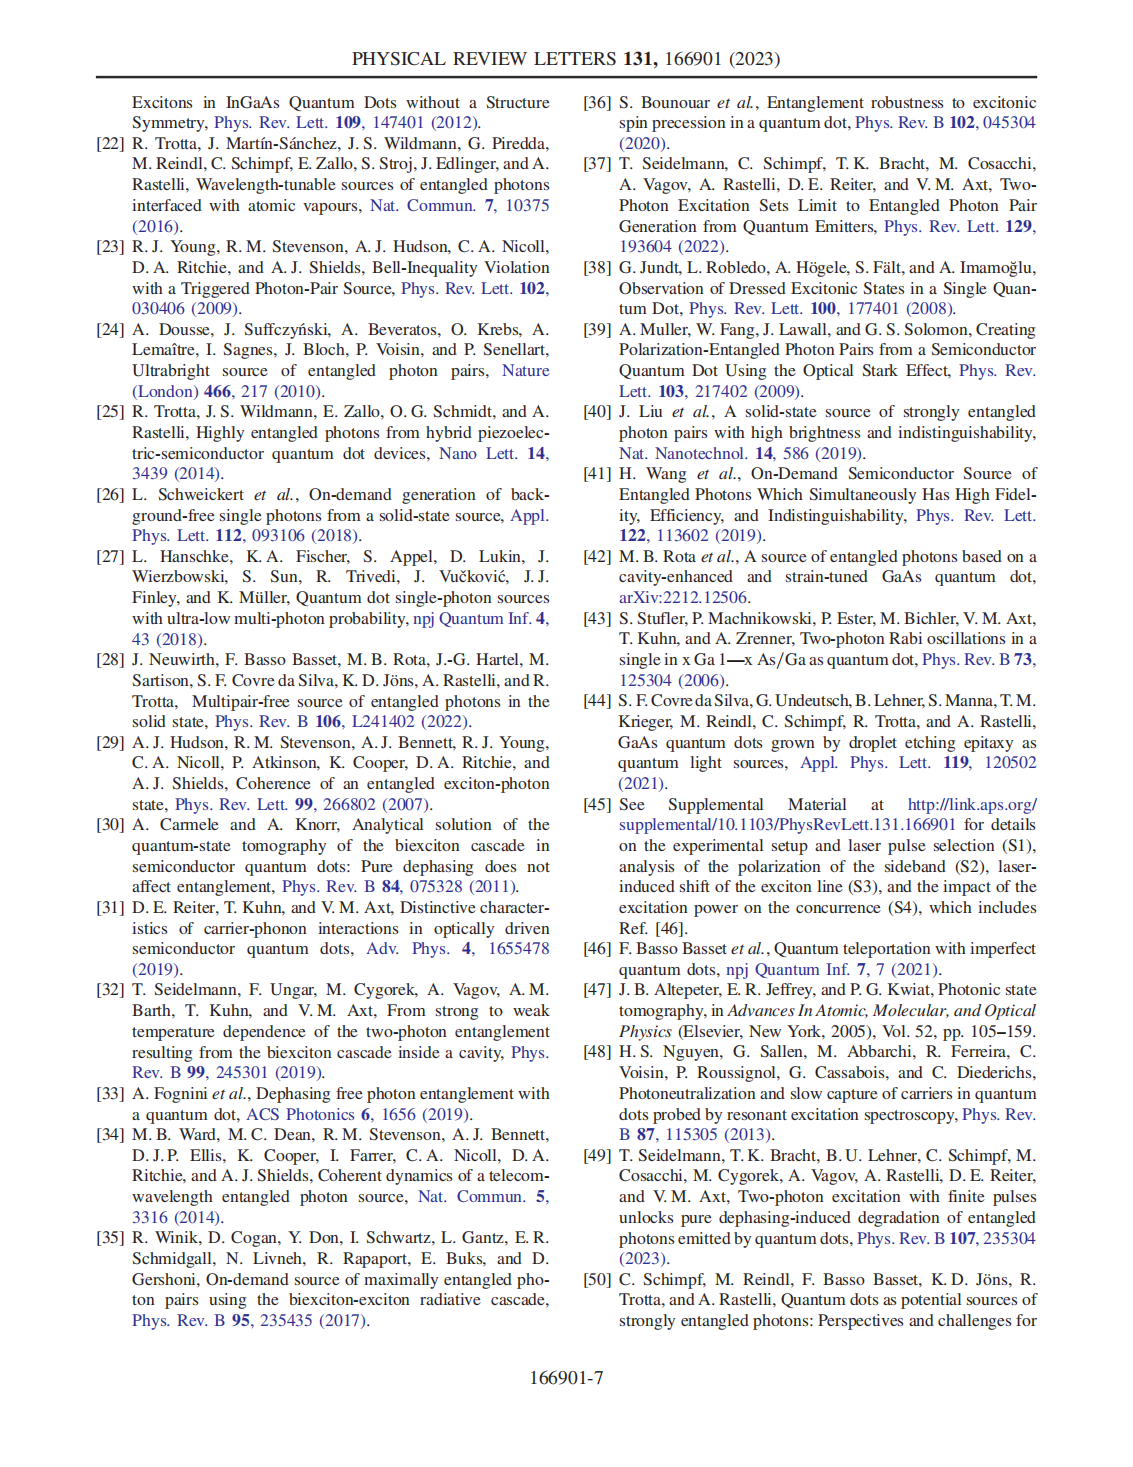 PHYSICAL REVIEW LETTERS 131, 166901 (2023)
Excitons in InGaAs Quantum Dots without a Structure
Symmetry, Phys. Rev. Lett. 109, 147401 (2012).
[22] R. Trotta, J. Martín-Sánchez, J. S. Wildmann, G. Piredda,
M. Reindl, C. Schimpf, E. Zallo, S. Stroj, J. Edlinger, and A.
Rastelli, Wavelength-tunable sources of entangled photons
interfaced with atomic vapours, Nat. Commun. 7, 10375
(2016).
[23] R. J. Young, R. M. Stevenson, A. J. Hudson, C. A. Nicoll,
D. A. Ritchie, and A. J. Shields, Bell-Inequality Violation
with a Triggered Photon-Pair Source, Phys. Rev. Lett. 102,
030406 (2009).
[24] A. Dousse, J. Suffczyński, A. Beveratos, O. Krebs, A.
Lemaître, I. Sagnes, J. Bloch, P. Voisin, and P. Senellart,
Ultrabright source of entangled photon pairs, Nature
(London) 466, 217 (2010).
[25] R. Trotta, J. S. Wildmann, E. Zallo, O. G. Schmidt, and A.
Rastelli, Highly entangled photons from hybrid piezoelec-
tric-semiconductor quantum dot devices, Nano Lett. 14,
3439 (2014).
[26] L. Schweickert et al., On-demand generation of back-
ground-free single photons from a solid-state source, Appl.
Phys. Lett. 112, 093106 (2018).
[27] L. Hanschke, K. A. Fischer, S. Appel, D. Lukin, J.
Wierzbowski, S. Sun, R. Trivedi, J. Vučković, J. J.
Finley, and K. Müller, Quantum dot single-photon sources
with ultra-low multi-photon probability, npj Quantum Inf. 4,
43 (2018).
[28] J. Neuwirth, F. Basso Basset, M. B. Rota, J.-G. Hartel, M.
Sartison, S. F. Covre da Silva, K. D. Jöns, A. Rastelli, and R.
Trotta, Multipair-free source of entangled photons in the
solid state, Phys. Rev. B 106, L241402 (2022).
[29] A. J. Hudson, R. M. Stevenson, A. J. Bennett, R. J. Young,
C. A. Nicoll, P. Atkinson, K. Cooper, D. A. Ritchie, and
A. J. Shields, Coherence of an entangled exciton-photon
state, Phys. Rev. Lett. 99, 266802 (2007).
[30] A. Carmele and A. Knorr, Analytical solution of the
quantum-state tomography of the biexciton cascade in
semiconductor quantum dots: Pure dephasing does not
affect entanglement, Phys. Rev. B 84, 075328 (2011).
[31] D. E. Reiter, T. Kuhn, and V. M. Axt, Distinctive character-
istics of carrier-phonon interactions in optically driven
semiconductor quantum dots, Adv. Phys. 4, 1655478
(2019).
[32] T. Seidelmann, F. Ungar, M. Cygorek, A. Vagov, A. M.
Barth, T. Kuhn, and V. M. Axt, From strong to weak
temperature dependence of the two-photon entanglement
resulting from the biexciton cascade inside a cavity, Phys.
Rev. B 99, 245301 (2019).
[33] A. Fognini et al., Dephasing free photon entanglement with
a quantum dot, ACS Photonics 6, 1656 (2019).
[34] M. B. Ward, M. C. Dean, R. M. Stevenson, A. J. Bennett,
D. J. P. Ellis, K. Cooper, I. Farrer, C. A. Nicoll, D. A.
Ritchie, and A. J. Shields, Coherent dynamics of a telecom-
wavelength entangled photon source, Nat. Commun. 5,
3316 (2014).
[35] R. Winik, D. Cogan, Y. Don, I. Schwartz, L. Gantz, E. R.
Schmidgall, N. Livneh, R. Rapaport, E. Buks, and D.
Gershoni, On-demand source of maximally entangled pho-
ton pairs using the biexciton-exciton radiative cascade,
Phys. Rev. B 95, 235435 (2017).
[36] S. Bounouar et al., Entanglement robustness to excitonic
spin precession in a quantum dot, Phys. Rev. B 102, 045304
(2020).
[37] T. Seidelmann, C. Schimpf, T. K. Bracht, M. Cosacchi,
A. Vagov, A. Rastelli, D. E. Reiter, and V. M. Axt, Two-
Photon Excitation Sets Limit to Entangled Photon Pair
Generation from Quantum Emitters, Phys. Rev. Lett. 129,
193604 (2022).
[38] G. Jundt, L. Robledo, A. Högele, S. Fält, and A. Imamoğlu,
Observation of Dressed Excitonic States in a Single Quan-
tum Dot, Phys. Rev. Lett. 100, 177401 (2008).
[39] A. Muller, W. Fang, J. Lawall, and G. S. Solomon, Creating
Polarization-Entangled Photon Pairs from a Semiconductor
Quantum Dot Using the Optical Stark Effect, Phys. Rev.
Lett. 103, 217402 (2009).
[40] J. Liu et al., A solid-state source of strongly entangled
photon pairs with high brightness and indistinguishability,
Nat. Nanotechnol. 14, 586 (2019).
[41] H. Wang et al., On-Demand Semiconductor Source of
Entangled Photons Which Simultaneously Has High Fidel-
ity, Efficiency, and Indistinguishability, Phys. Rev. Lett.
122, 113602 (2019).
[42] M. B. Rota et al., A source of entangled photons based on a
cavity-enhanced and strain-tuned GaAs quantum dot,
arXiv:2212.12506.
[43] S. Stufler, P. Machnikowski, P. Ester, M. Bichler, V. M. Axt,
T. Kuhn, and A. Zrenner, Two-photon Rabi oscillations in a
single in x Ga 1—x As/Ga as quantum dot, Phys. Rev. B 73,
125304 (2006).
[44] S. F. Covre da Silva, G. Undeutsch, B. Lehner, S. Manna, T. M.
Krieger, M. Reindl, C. Schimpf, R. Trotta, and A. Rastelli,
GaAs quantum dots grown by droplet etching epitaxy as
quantum light sources, Appl. Phys. Lett. 119, 120502
(2021).
[45] See Supplemental Material at http://link.aps.org/
supplemental/10.1103/PhysRevLett.131.166901 for details
on the experimental setup and laser pulse selection (S1),
analysis of the polarization of the sideband (S2), laser-
induced shift of the exciton line (S3), and the impact of the
excitation power on the concurrence (S4), which includes
Ref. [46].
[46] F. Basso Basset et al., Quantum teleportation with imperfect
quantum dots, npj Quantum Inf. 7, 7 (2021).
[47] J. B. Altepeter, E. R. Jeffrey, and P. G. Kwiat, Photonic state
tomography, in Advances In Atomic, Molecular, and Optical
Physics (Elsevier, New York, 2005), Vol. 52, pp. 105–159.
[48] H. S. Nguyen, G. Sallen, M. Abbarchi, R. Ferreira, C.
Voisin, P. Roussignol, G. Cassabois, and C. Diederichs,
Photoneutralization and slow capture of carriers in quantum
dots probed by resonant excitation spectroscopy, Phys. Rev.
B 87, 115305 (2013).
[49] T. Seidelmann, T. K. Bracht, B. U. Lehner, C. Schimpf, M.
Cosacchi, M. Cygorek, A. Vagov, A. Rastelli, D. E. Reiter,
and V. M. Axt, Two-photon excitation with finite pulses
unlocks pure dephasing-induced degradation of entangled
photons emitted by quantum dots, Phys. Rev. B 107, 235304
(2023).
[50] C. Schimpf, M. Reindl, F. Basso Basset, K. D. Jöns, R.
Trotta, and A. Rastelli, Quantum dots as potential sources of
strongly entangled photons: Perspectives and challenges for
166901-7